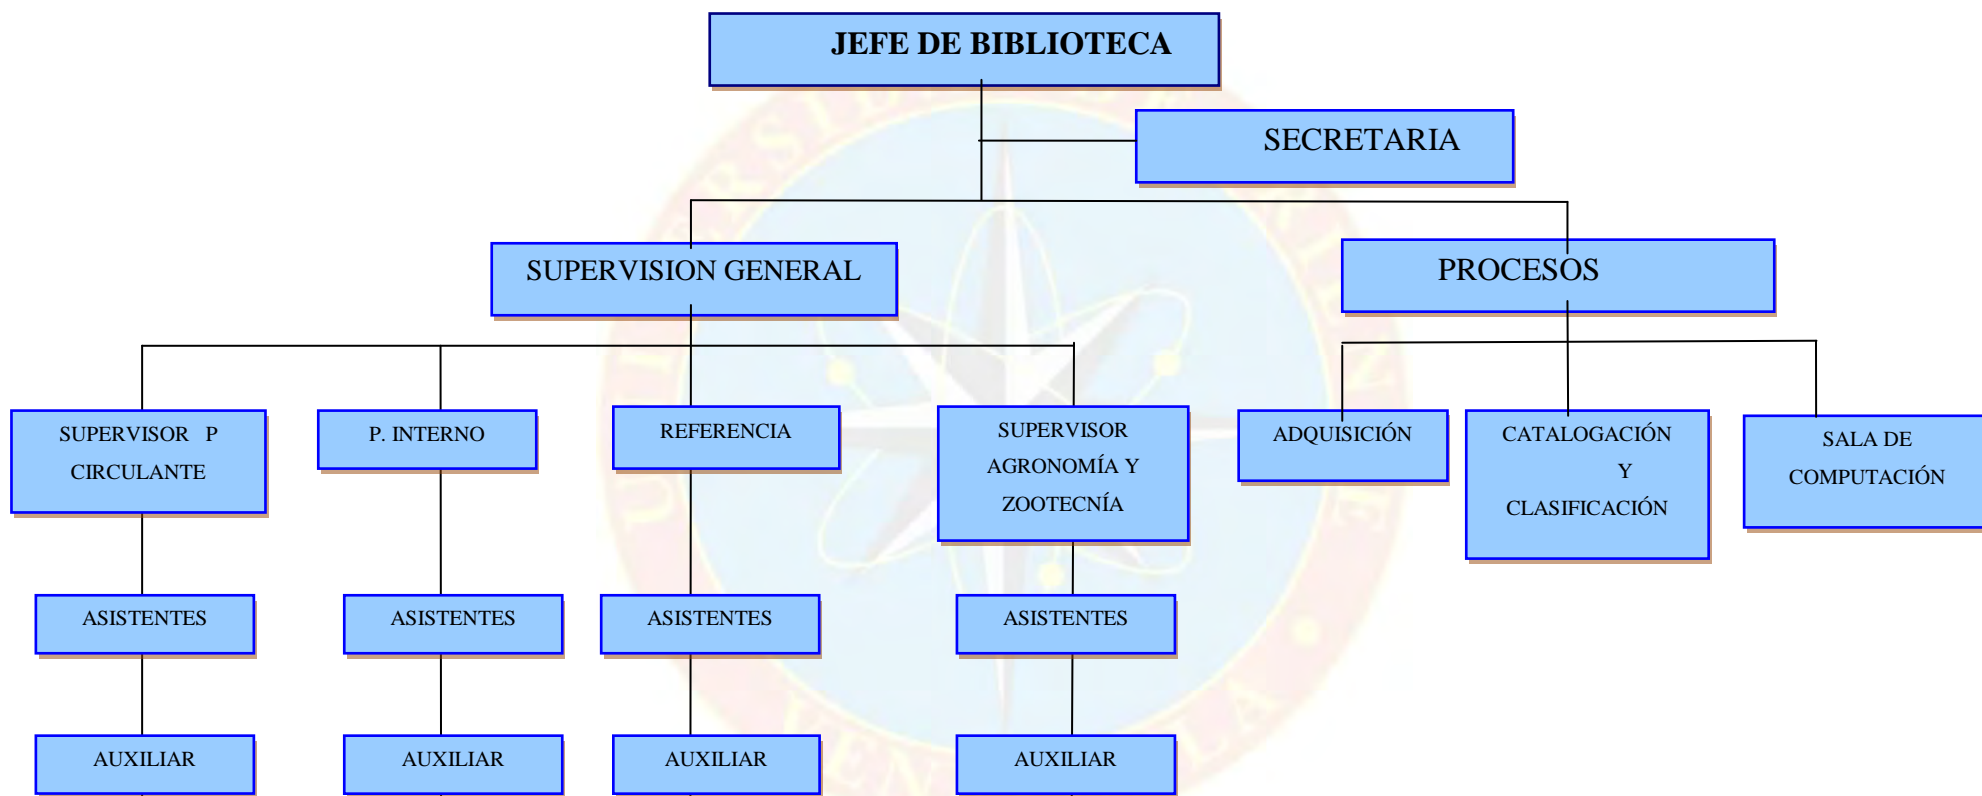 JEFE DE BIBLIOTECA
SECRETARIA
SUPERVISION GENERAL
PROCESOS
SUPERVISOR P
CIRCULANTE
P. INTERNO
REFERENCIA
SUPERVISOR
AGRONOMÍA Y
ZOOTECNÍA
ADQUISICIÓN
CATALOGACIÓN
Y
CLASIFICACIÓN
SALA DE
COMPUTACIÓN
ASISTENTES
ASISTENTES
ASISTENTES
ASISTENTES
AUXILIAR
AUXILIAR
AUXILIAR
AUXILIAR